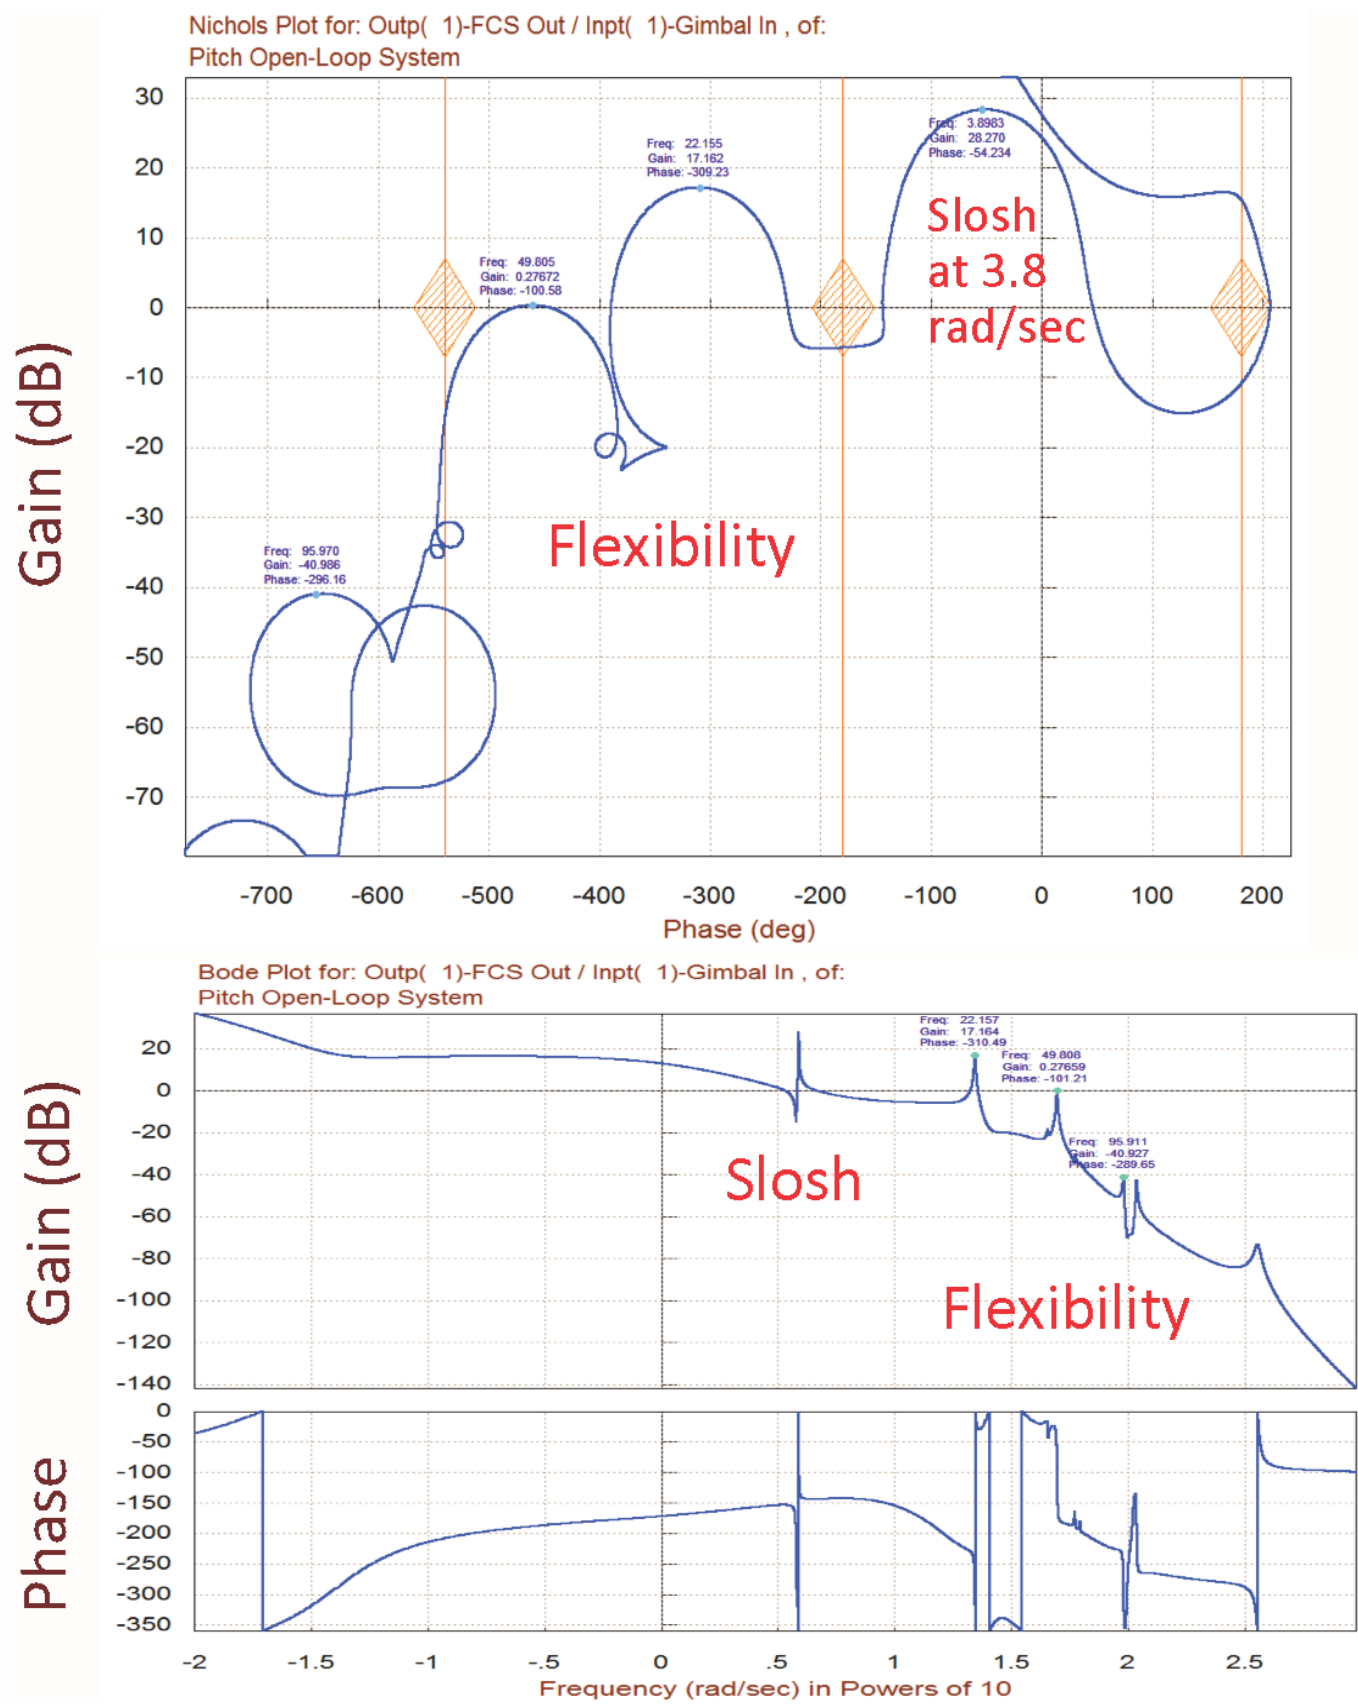 Nichols Plot for: Outp( 1)-FCS Out / Inpt( 1)-Gimbal In , of:
Pitch Open-Loop System
Gain (dB)
30
20
10
0
-10
-20
-30
-40
-50
-60
-70
Freq: 3.8983
Gain: 28.270
Phase: -54.234
Freq: 22.155
Gain: 17.162
Phase: -309.23
Slosh
at 3.8
rad/sec
Freq: 49.805
Gain: 0.27672
Phase: -100.58
Flexibility
Freq: 95.970
Gain: -40.986
Phase: -296.16
-700 -600 -500 -400 -300 -200 -100 0 100 200
Phase (deg)
Bode Plot for: Outp( 1)-FCS Out / Inpt( 1)-Gimbal In , of:
Pitch Open-Loop System
Gain (dB)
20
0
-20
-40
-60
-80
-100
-120
-140
Freq: 22.157
Gain: 17.164
Phase: -310.49
Freq: 49.808
Gain: 0.27659
Phase: -101.21
Freq: 95.911
Gain: -40.927
Phase: -289.65
Slosh
Flexibility
Phase
0
-50
-100
-150
-200
-250
-300
-350
-2 -1.5 -1 -.5 0 .5 1 1.5 2 2.5
Frequency (rad/sec) in Powers of 10